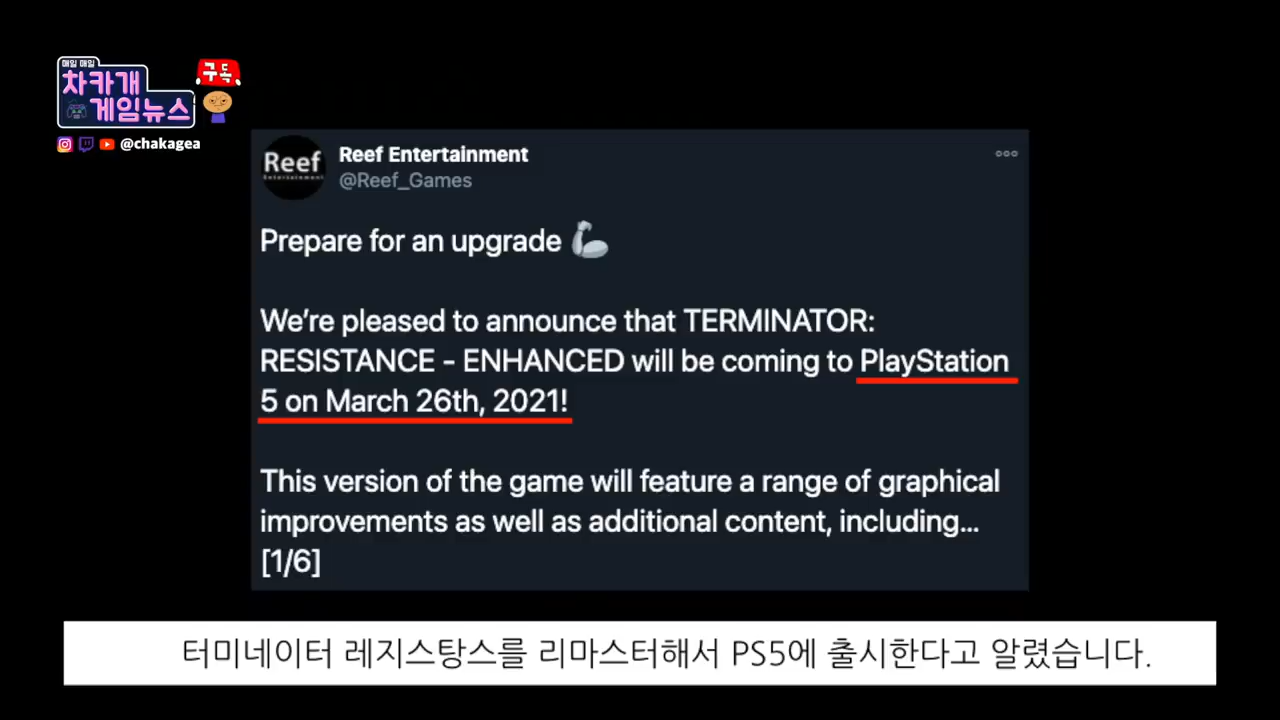 매일 매일
차카개
게임뉴스
구독
@chakagea
Reef
Entertainment
Reef Entertainment
@Reef_Games
Prepare for an upgrade 🦾
We're pleased to announce that TERMINATOR:
RESISTANCE - ENHANCED will be coming to PlayStation
5 on March 26th, 2021!
This version of the game will feature a range of graphical
improvements as well as additional content, including...
[1/6]
터미네이터 레지스탕스를 리마스터해서 PS5에 출시한다고 알렸습니다.